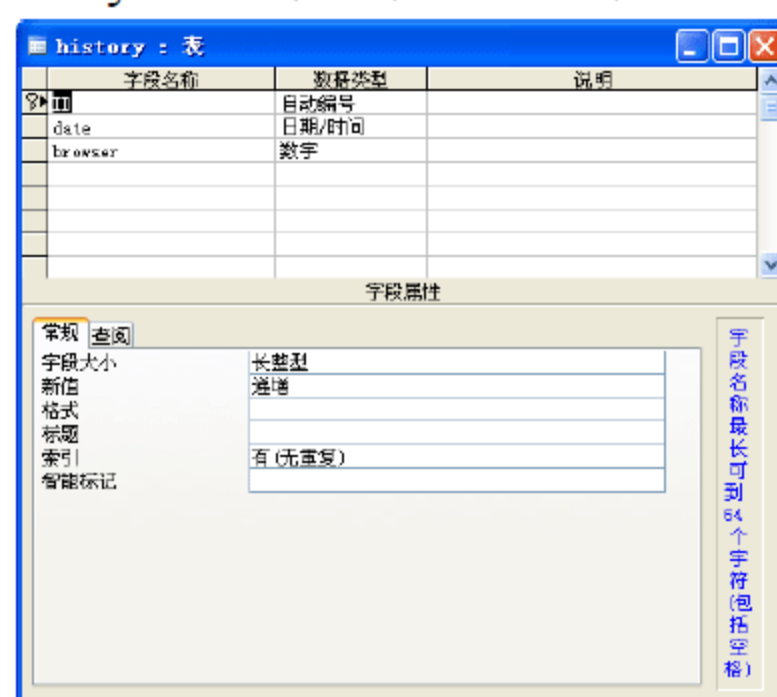 history : 表
字段名称 数据类型 说明
ID 自动编号
date 日期/时间
browser 数字
字段属性
常规 查阅
字段大小 长整型
新值 递增
格式
标题
索引 有(无重复)
智能标记
字段名称最长可到64个字符(包括空格)